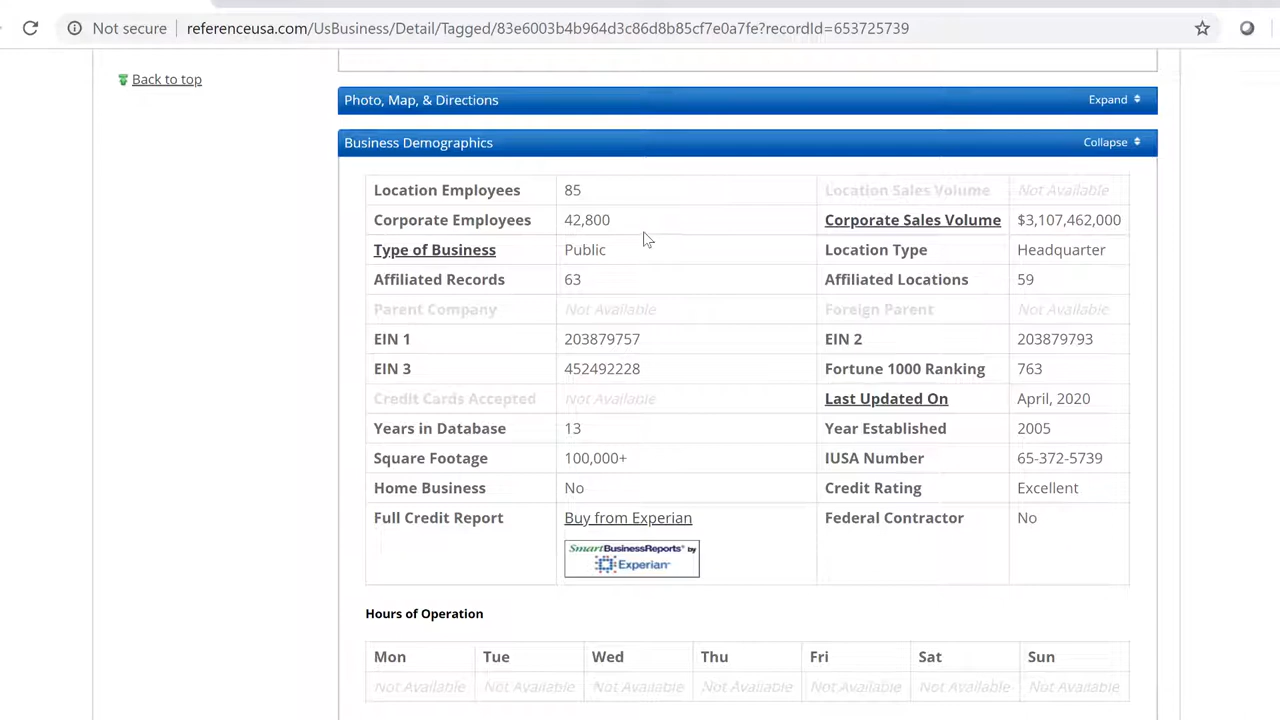 Not secure referenceusa.com/UsBusiness/Detail/Tagged/83e6003b4b964d3c86d8b85cf7e0a7fe?recordId=653725739
Back to top
Photo, Map, & Directions Expand
Business Demographics Collapse
Location Employees 85 Location Sales Volume Not Available
Corporate Employees 42,800 Corporate Sales Volume $3,107,462,000
Type of Business Public Location Type Headquarter
Affiliated Records 63 Affiliated Locations 59
Parent Company Not Available Foreign Parent Not Available
EIN 1 203879757 EIN 2 203879793
EIN 3 452492228 Fortune 1000 Ranking 763
Credit Cards Accepted Not Available Last Updated On April, 2020
Years in Database 13 Year Established 2005
Square Footage 100,000+ IUSA Number 65-372-5739
Home Business No Credit Rating Excellent
Full Credit Report Buy from Experian Federal Contractor No
SmartBusinessReports® by
Experian™
Hours of Operation
Mon Tue Wed Thu Fri Sat Sun
Not Available Not Available Not Available Not Available Not Available Not Available Not Available